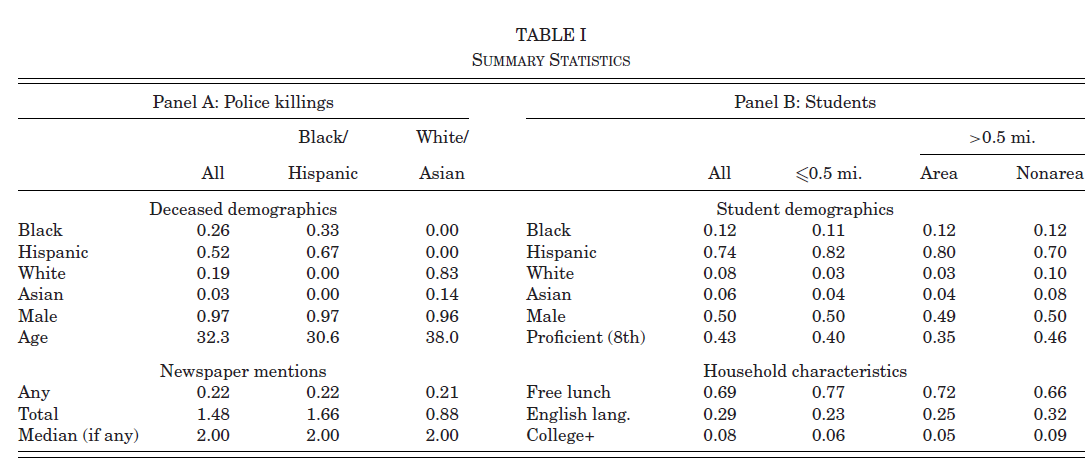 TABLE I
SUMMARY STATISTICS
Panel A: Police killings Panel B: Students
Black/ White/ >0.5 mi.
All Hispanic Asian All ⩽0.5 mi. Area Nonarea
Deceased demographics Student demographics
Black 0.26 0.33 0.00 Black 0.12 0.11 0.12 0.12
Hispanic 0.52 0.67 0.00 Hispanic 0.74 0.82 0.80 0.70
White 0.19 0.00 0.83 White 0.08 0.03 0.03 0.10
Asian 0.03 0.00 0.14 Asian 0.06 0.04 0.04 0.08
Male 0.97 0.97 0.96 Male 0.50 0.50 0.49 0.50
Age 32.3 30.6 38.0 Proficient (8th) 0.43 0.40 0.35 0.46
Newspaper mentions Household characteristics
Any 0.22 0.22 0.21 Free lunch 0.69 0.77 0.72 0.66
Total 1.48 1.66 0.88 English lang. 0.29 0.23 0.25 0.32
Median (if any) 2.00 2.00 2.00 College+ 0.08 0.06 0.05 0.09